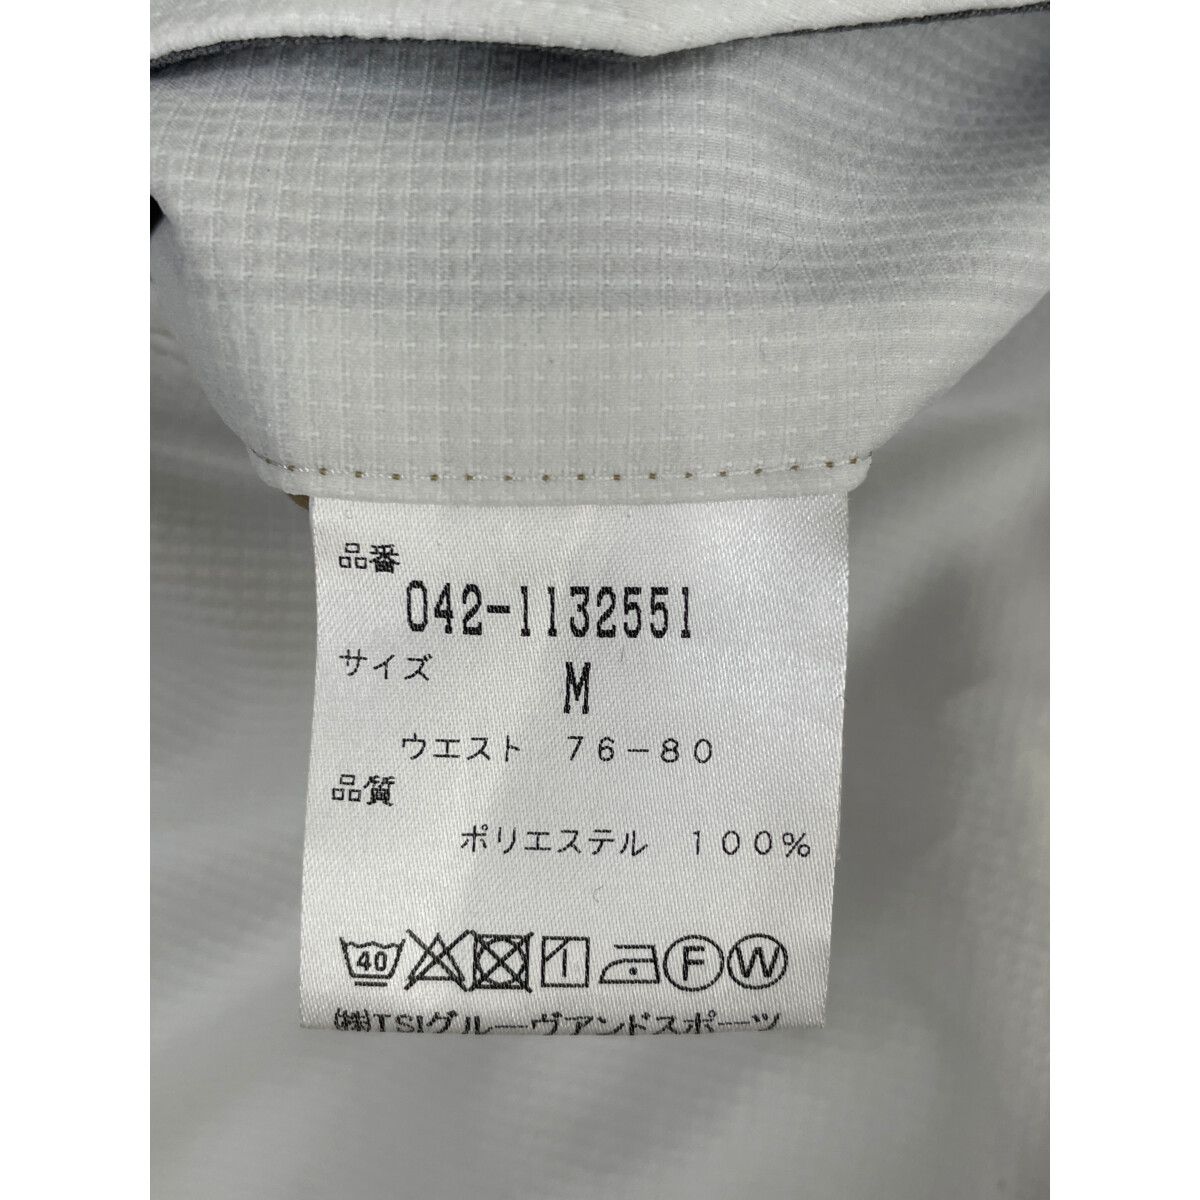 品番
042-1132551
サイズ
M
ウエスト 76-80
品質
ポリエステル 100%
40 F W
(株)TSIグルーヴアンドスポーツ